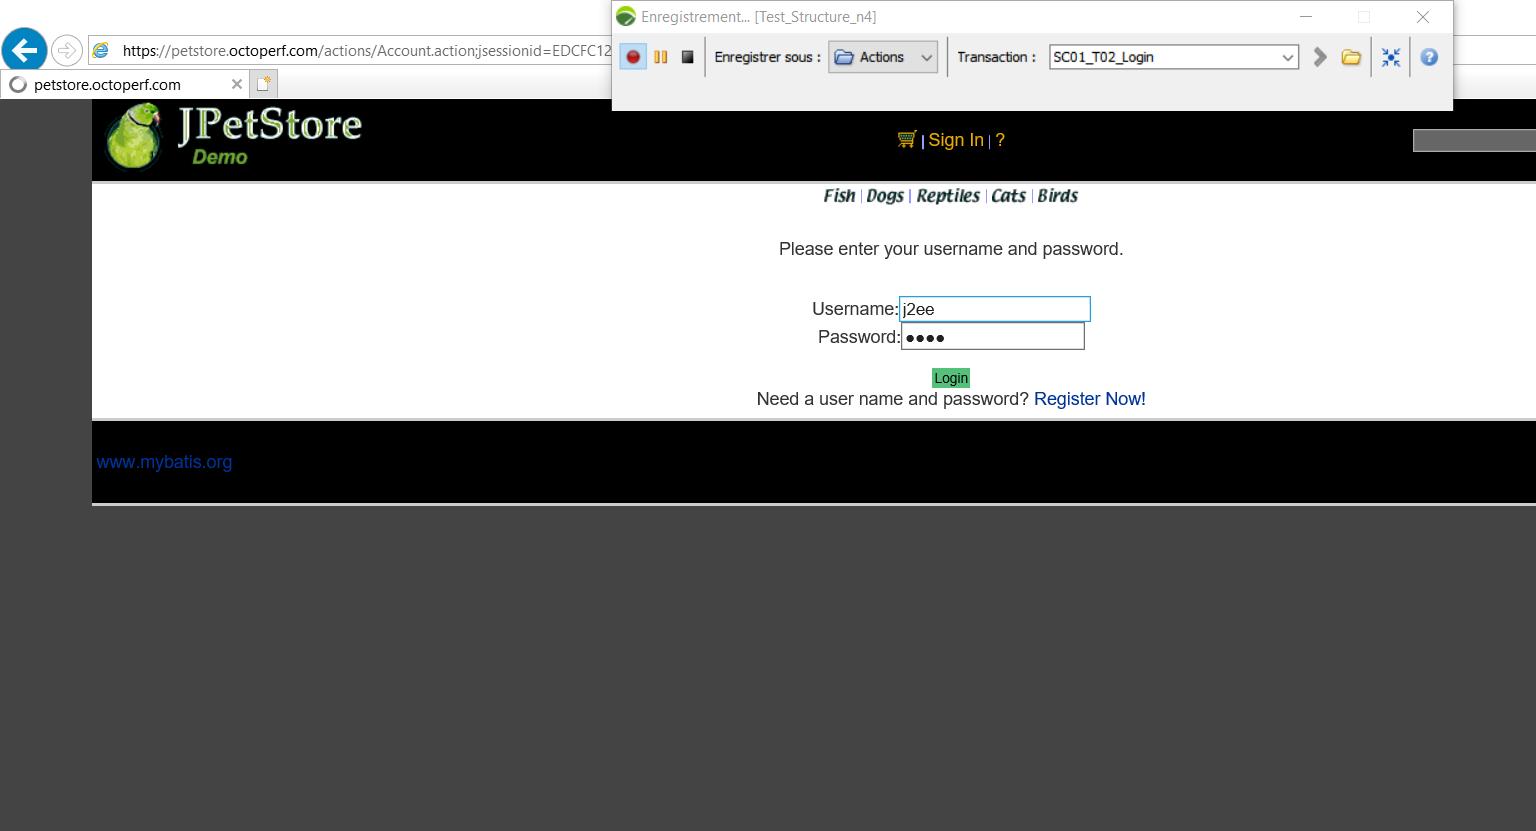 Enregistrement... [Test_Structure_n4]
https://petstore.octoperf.com/actions/Account.action;jsessionid=EDCFC12
Enregistrer sous : Actions Transaction : SC01_T02_Login
petstore.octoperf.com
JPetStore
Demo
| Sign In | ?
Fish | Dogs | Reptiles | Cats | Birds
Please enter your username and password.
Username: j2ee
Password: ••••
Login
Need a user name and password? Register Now!
www.mybatis.org